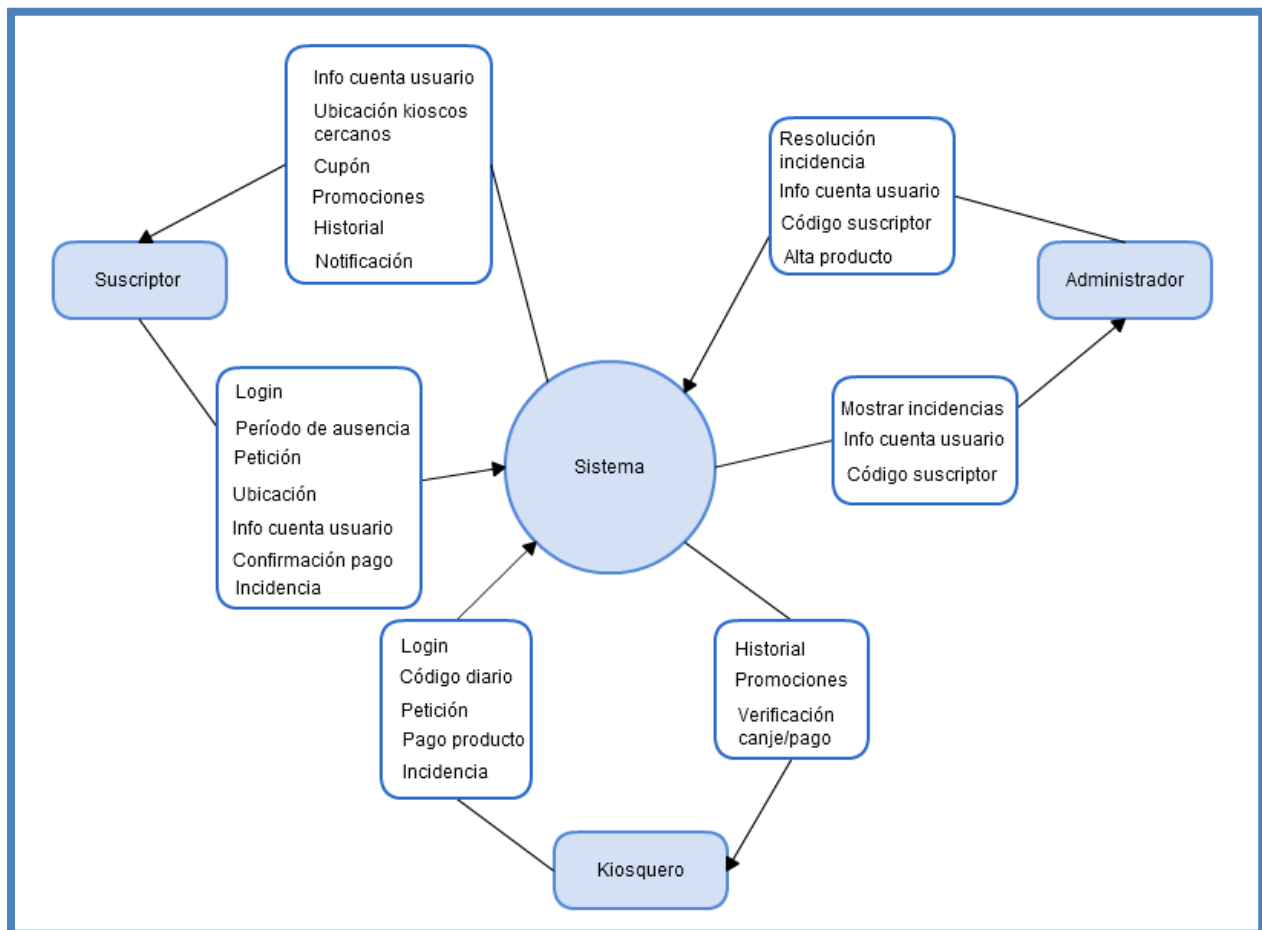 Info cuenta usuario
Ubicación kioscos
cercanos
Cupón
Promociones
Historial
Notificación
Resolución
incidencia
Info cuenta usuario
Código suscriptor
Alta producto
Suscriptor
Administrador
Login
Período de ausencia
Petición
Ubicación
Info cuenta usuario
Confirmación pago
Incidencia
Sistema
Mostrar incidencias
Info cuenta usuario
Código suscriptor
Login
Código diario
Petición
Pago producto
Incidencia
Historial
Promociones
Verificación
canje/pago
Kiosquero